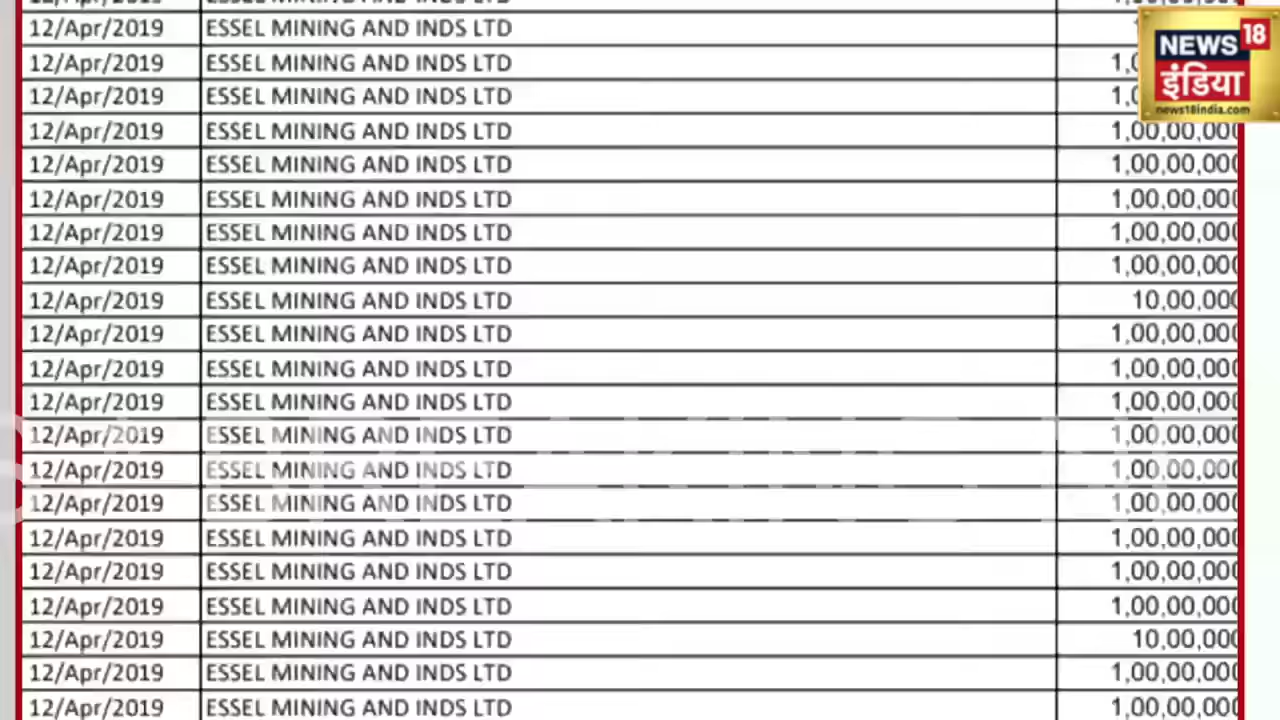 12/Apr/2019 ESSEL MINING AND INDS LTD
12/Apr/2019 ESSEL MINING AND INDS LTD
12/Apr/2019 ESSEL MINING AND INDS LTD
12/Apr/2019 ESSEL MINING AND INDS LTD
12/Apr/2019 ESSEL MINING AND INDS LTD 1,00,00,000
12/Apr/2019 ESSEL MINING AND INDS LTD 1,00,00,000
12/Apr/2019 ESSEL MINING AND INDS LTD 1,00,00,000
12/Apr/2019 ESSEL MINING AND INDS LTD 1,00,00,000
12/Apr/2019 ESSEL MINING AND INDS LTD 1,00,00,000
12/Apr/2019 ESSEL MINING AND INDS LTD 10,00,000
12/Apr/2019 ESSEL MINING AND INDS LTD 1,00,00,000
12/Apr/2019 ESSEL MINING AND INDS LTD 1,00,00,000
12/Apr/2019 ESSEL MINING AND INDS LTD 1,00,00,000
12/Apr/2019 ESSEL MINING AND INDS LTD 1,00,00,000
12/Apr/2019 ESSEL MINING AND INDS LTD 1,00,00,000
12/Apr/2019 ESSEL MINING AND INDS LTD 1,00,00,000
12/Apr/2019 ESSEL MINING AND INDS LTD 1,00,00,000
12/Apr/2019 ESSEL MINING AND INDS LTD 1,00,00,000
12/Apr/2019 ESSEL MINING AND INDS LTD 1,00,00,000
12/Apr/2019 ESSEL MINING AND INDS LTD 10,00,000
12/Apr/2019 ESSEL MINING AND INDS LTD 1,00,00,000
12/Apr/2019 ESSEL MINING AND INDS LTD 1,00,00,000
NEWS 18
इंडिया
news18india.com